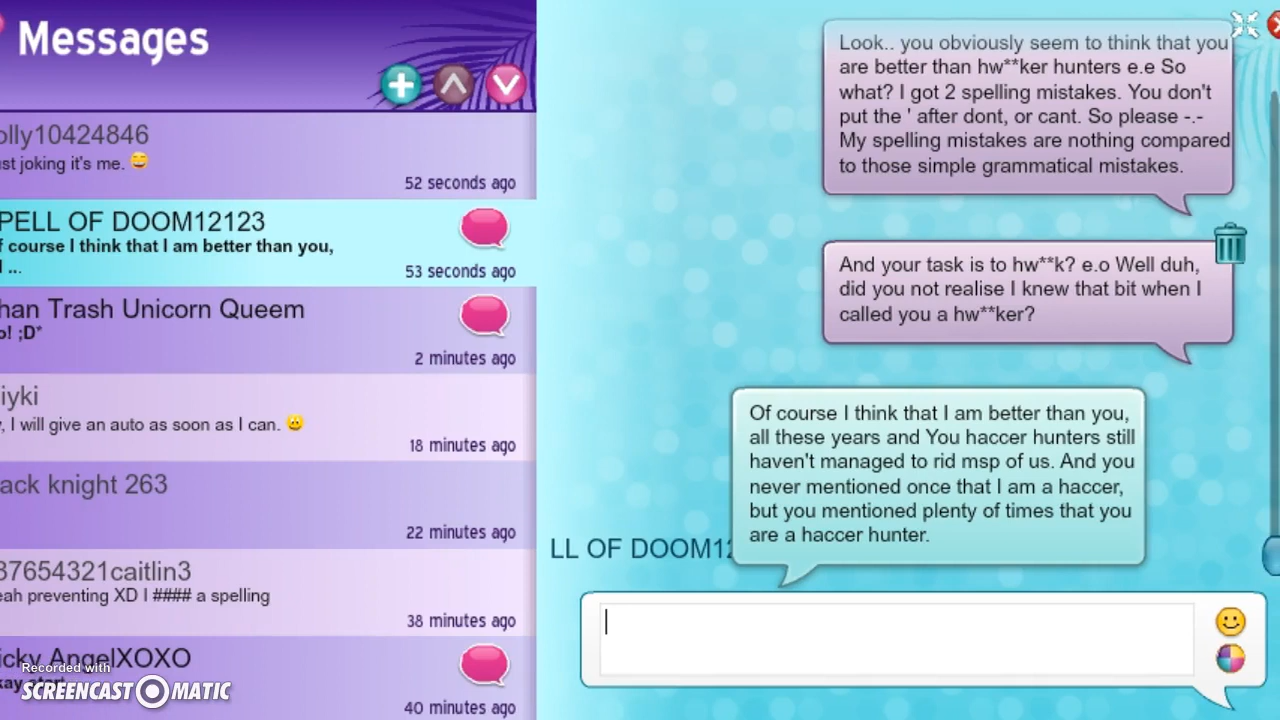 Messages
olly10424846
ust joking it's me.
52 seconds ago
PELL OF DOOM12123
f course I think that I am better than you,
l ...
53 seconds ago
han Trash Unicorn Queem
o! ;D*
2 minutes ago
iyki
, I will give an auto as soon as I can.
18 minutes ago
ack knight 263
22 minutes ago
37654321caitlin3
eah preventing XD I #### a spelling
38 minutes ago
icky AngelXOXO
40 minutes ago
Recorded with
SCREENCAST O MATIC
Look.. you obviously seem to think that you
are better than hw**ker hunters e.e So
what? I got 2 spelling mistakes. You don't
put the ' after dont, or cant. So please -.-
My spelling mistakes are nothing compared
to those simple grammatical mistakes.
And your task is to hw**k? e.o Well duh,
did you not realise I knew that bit when I
called you a hw**ker?
Of course I think that I am better than you,
all these years and You haccer hunters still
haven't managed to rid msp of us. And you
never mentioned once that I am a haccer,
but you mentioned plenty of times that you
are a haccer hunter.
LL OF DOOM12